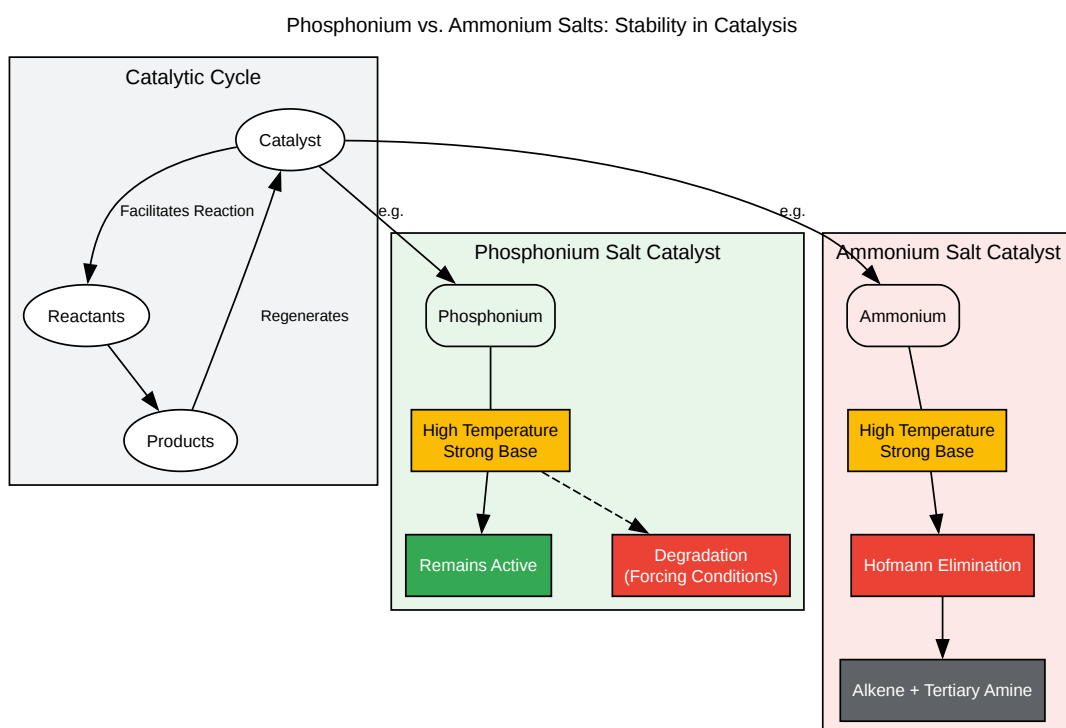 Phosphonium vs. Ammonium Salts: Stability in Catalysis
Catalytic Cycle
Catalyst
Facilitates Reaction
Reactants
Regenerates
Products
e.g.
e.g.
Phosphonium Salt Catalyst
Phosphonium
High Temperature
Strong Base
Remains Active
Degradation
(Forcing Conditions)
Ammonium Salt Catalyst
Ammonium
High Temperature
Strong Base
Hofmann Elimination
Alkene + Tertiary Amine